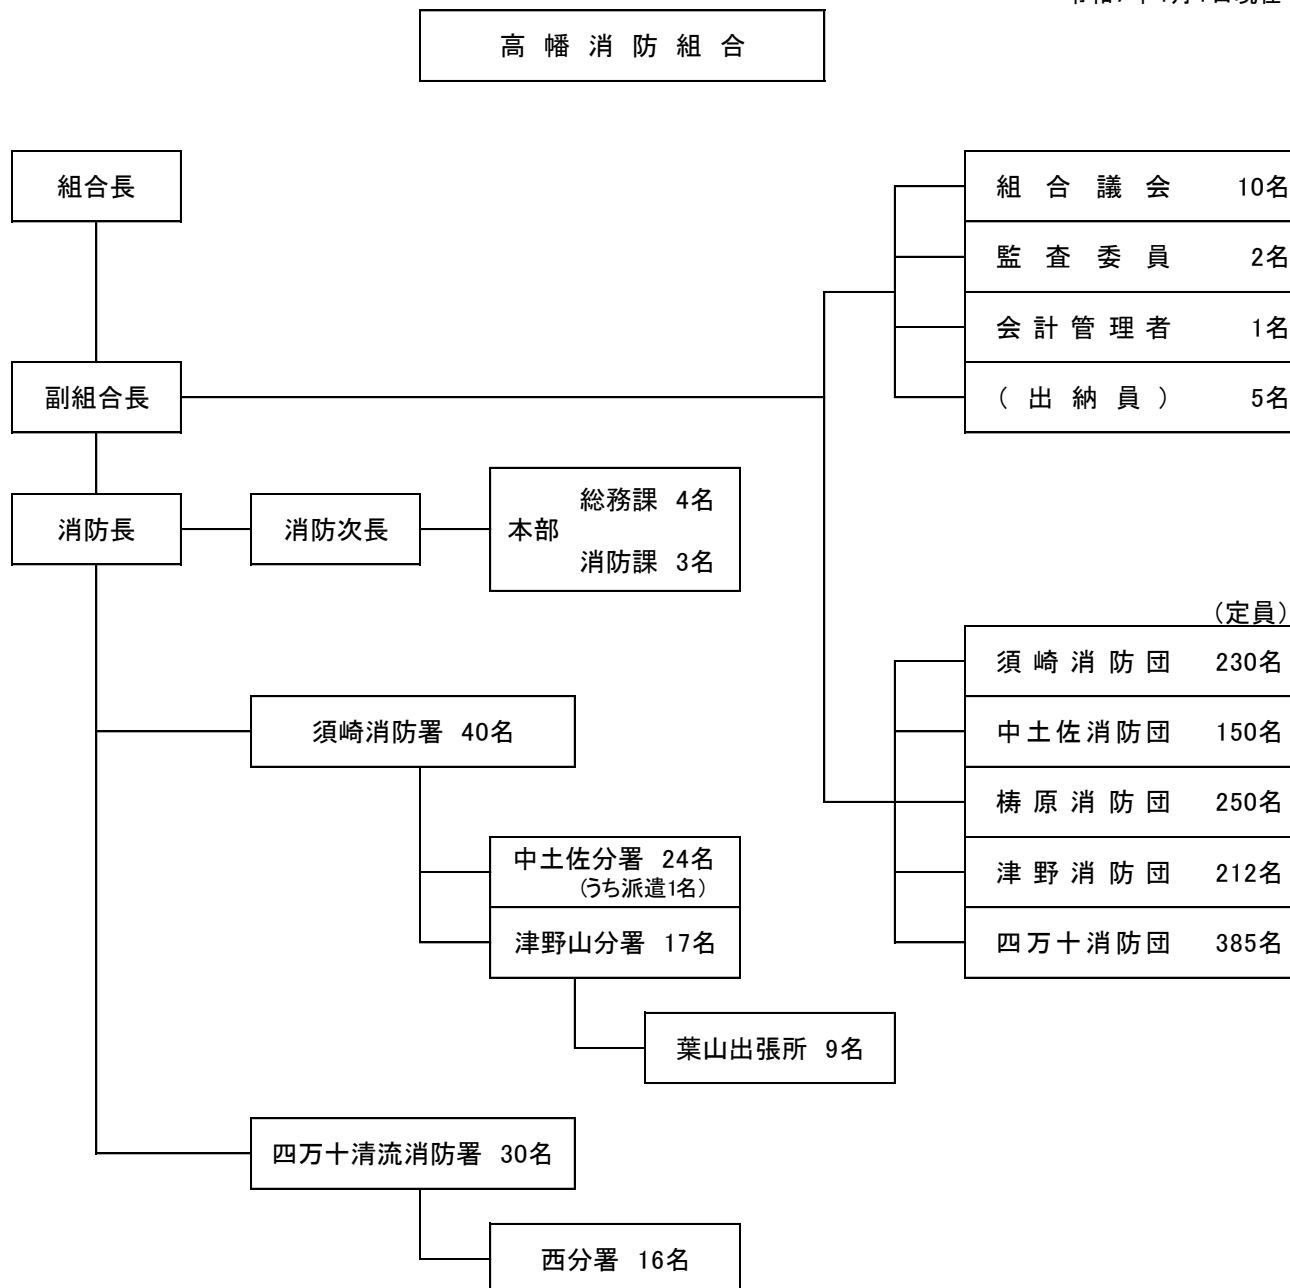 高幡消防組合
組合長
組合議会 10名
監査委員 2名
会計管理者 1名
(出納員) 5名
副組合長
消防長
消防次長
本部
総務課 4名
消防課 3名
(定員)
須崎消防団 230名
中土佐消防団 150名
梼原消防団 250名
津野消防団 212名
四万十消防団 385名
須崎消防署 40名
中土佐分署 24名
(うち派遣1名)
津野山分署 17名
葉山出張所 9名
四万十清流消防署 30名
西分署 16名